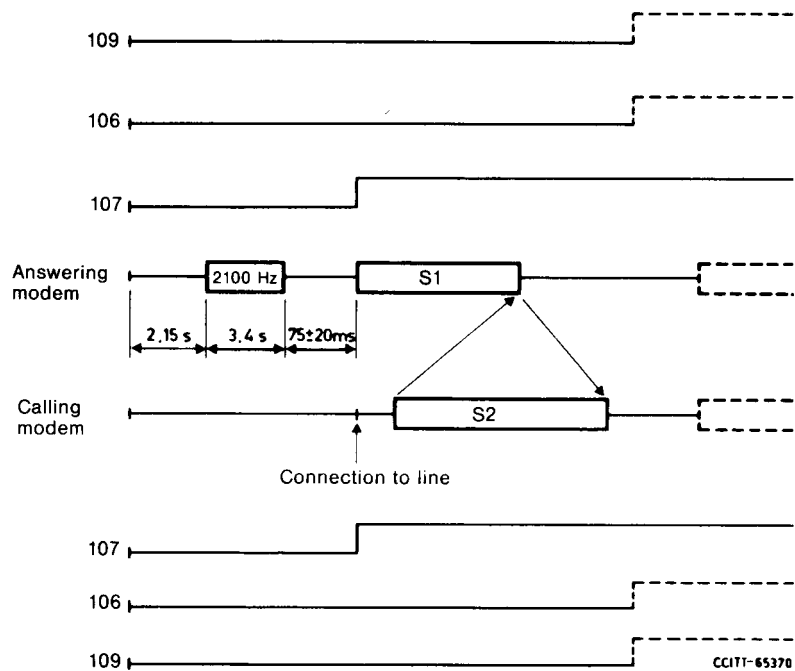 109
106
107
Answering
modem
2100 Hz
S1
2,15 s
3,4 s
75±20ms
Calling
modem
S2
Connection to line
107
106
109
CCITT-65370